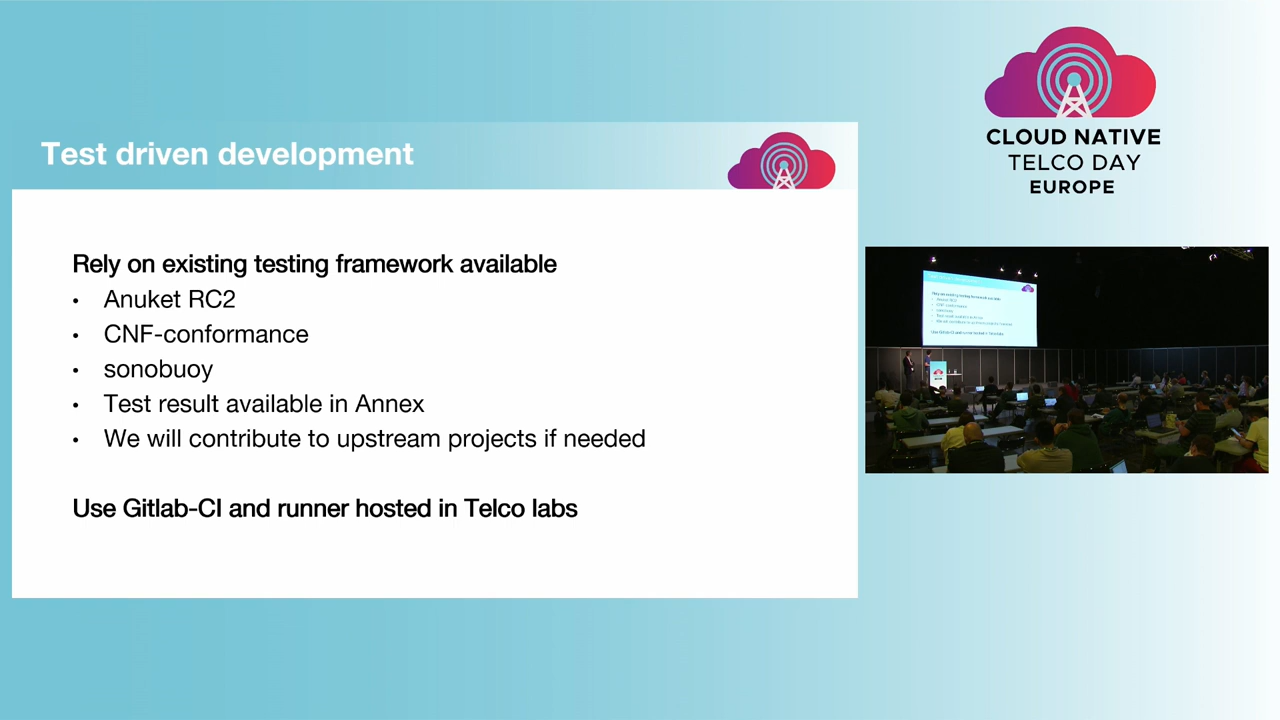 Test driven development
Rely on existing testing framework available
• Anuket RC2
• CNF-conformance
• sonobuoy
• Test result available in Annex
• We will contribute to upstream projects if needed
Use Gitlab-CI and runner hosted in Telco labs
CLOUD NATIVE
TELCO DAY
EUROPE